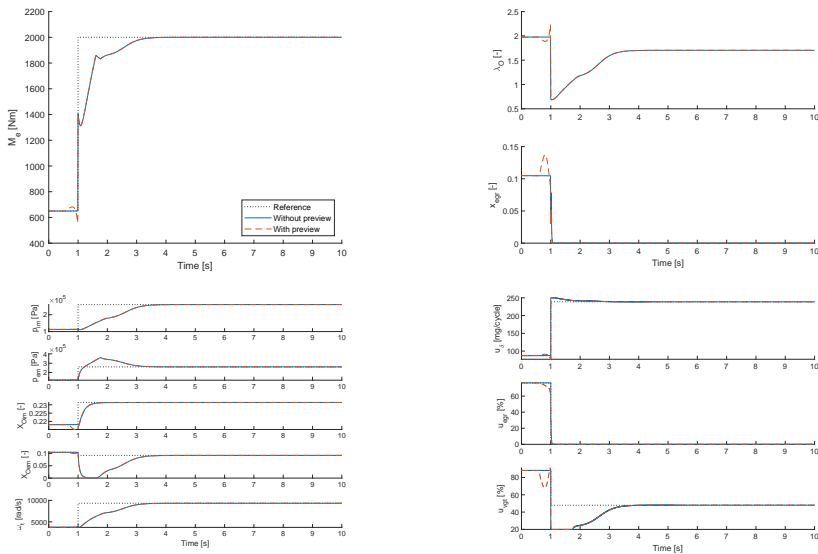 2200
2000
1800
1600
1400
1200
1000
800
600
400
M_e [Nm]
Reference
Without preview
With preview
0 1 2 3 4 5 6 7 8 9 10
Time [s]
2.5
2
1.5
1
0.5
λ_O [-]
0 1 2 3 4 5 6 7 8 9 10
0.15
0.1
0.05
0
x_egr [-]
0 1 2 3 4 5 6 7 8 9 10
Time [s]
×10^5
2
1
p_im [Pa]
0 1 2 3 4 5 6 7 8 9 10
×10^5
4
3
2
p_em [Pa]
0 1 2 3 4 5 6 7 8 9 10
0.23
0.225
0.22
X_Oim [-]
0 1 2 3 4 5 6 7 8 9 10
0.1
0.05
0
X_Oem [-]
0 1 2 3 4 5 6 7 8 9 10
10000
5000
[rad/s]
0 1 2 3 4 5 6 7 8 9 10
Time [s]
250
200
150
100
u_δ [mg/cycle]
0 1 2 3 4 5 6 7 8 9 10
60
40
20
0
u_egr [%]
0 1 2 3 4 5 6 7 8 9 10
80
60
40
20
u_vgt [%]
0 1 2 3 4 5 6 7 8 9 10
Time [s]